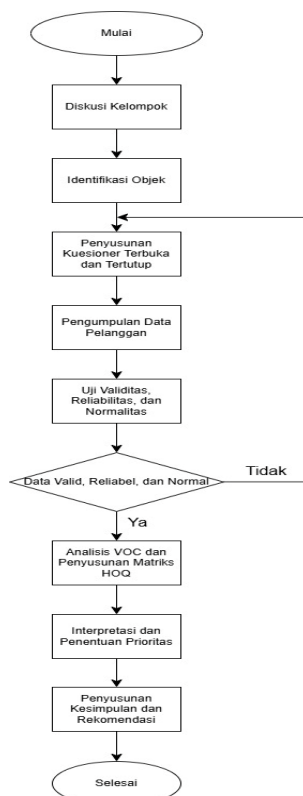 Mulai
Diskusi Kelompok
Identifikasi Objek
Penyusunan
Kuesioner Terbuka
dan Tertutup
Pengumpulan Data
Pelanggan
Uji Validitas,
Reliabilitas, dan
Normalitas
Data Valid, Reliabel, dan Normal
Tidak
Ya
Analisis VOC dan
Penyusunan Matriks
HOQ
Interpretasi dan
Penentuan Prioritas
Penyusunan
Kesimpulan dan
Rekomendasi
Selesai